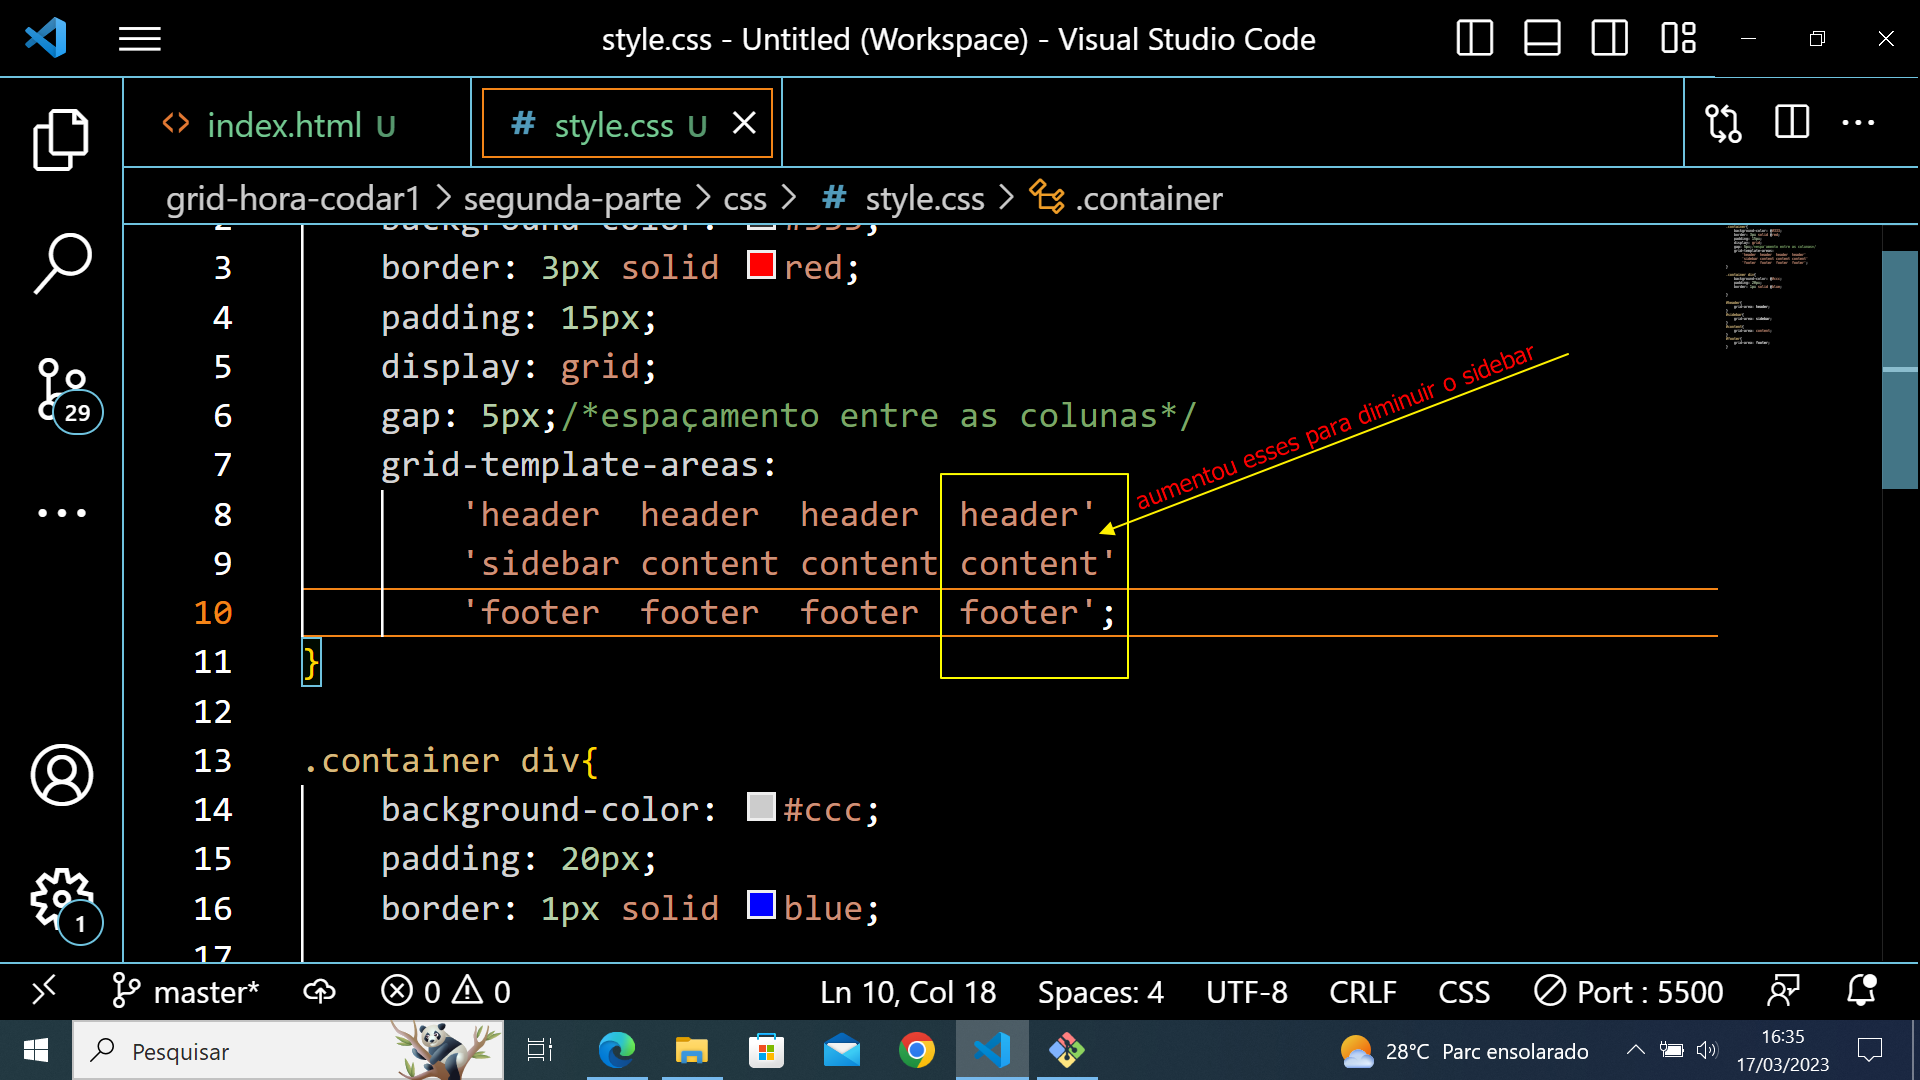 style.css - Untitled (Workspace) - Visual Studio Code
<> index.html U
# style.css U
grid-hora-codar1 > segunda-parte > css > # style.css > .container
3 border: 3px solid red;
4 padding: 15px;
5 display: grid;
6 gap: 5px;/*espaçamento entre as colunas*/
7 grid-template-areas:
8 'header header header header'
9 'sidebar content content content'
10 'footer footer footer footer';
11 }
12
13 .container div{
14 background-color: #ccc;
15 padding: 20px;
16 border: 1px solid blue;
17
aumentou esses para diminuir o sidebar
29
1
master* 0 0 Ln 10, Col 18 Spaces: 4 UTF-8 CRLF CSS Port : 5500
Pesquisar
28°C Parc ensolarado
16:35
17/03/2023